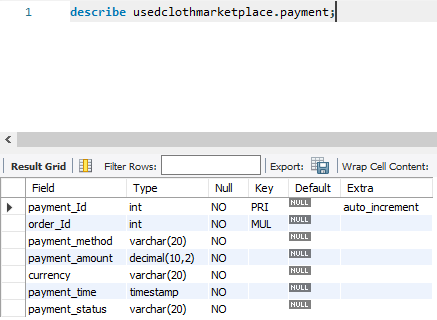 1 describe usedclothmarketplace.payment;
Result Grid Filter Rows: Export: Wrap Cell Content:
Field Type Null Key Default Extra
payment_Id int NO PRI NULL auto_increment
order_Id int NO MUL NULL
payment_method varchar(20) NO NULL
payment_amount decimal(10,2) NO NULL
currency varchar(20) NO NULL
payment_time timestamp NO NULL
payment_status varchar(20) NO NULL